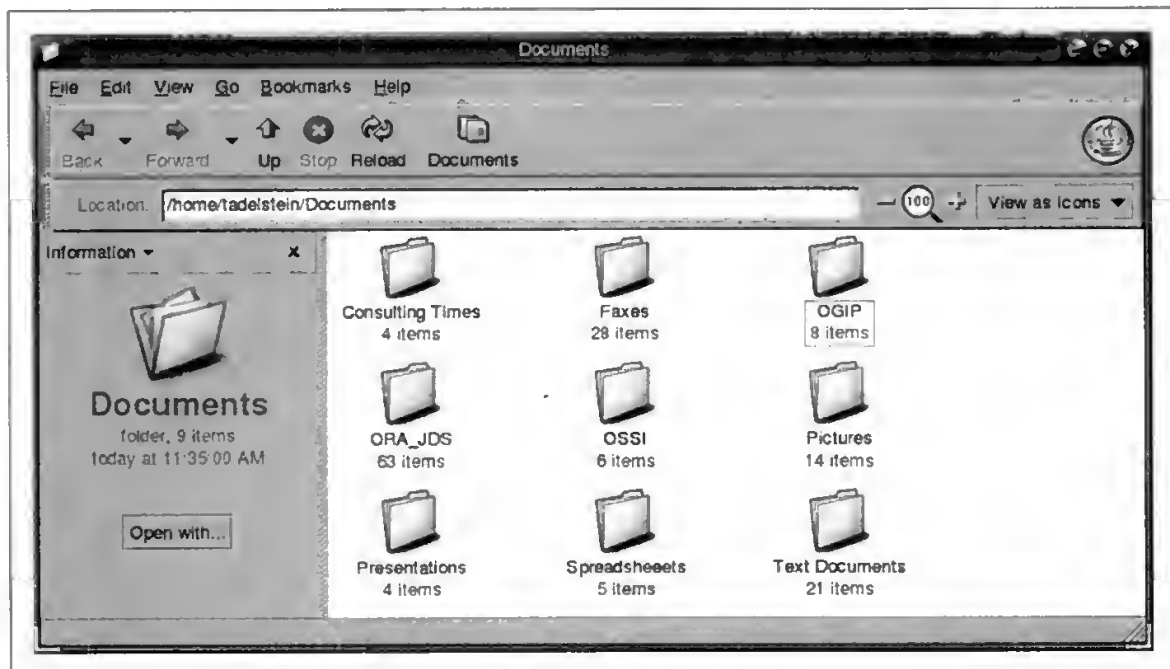 Documents
File Edit View Go Bookmarks Help
Back Forward Up Stop Reload Documents
Location: /home/tadelstein/Documents 100 View as Icons
Information x
Documents
folder, 9 items
today at 11:35:00 AM
Open with...
Consulting Times Faxes OGIP
4 items 28 items 8 items
ORA_JDS OSSI Pictures
63 items 6 items 14 items
Presentations Spreadsheeets Text Documents
4 items 5 items 21 items